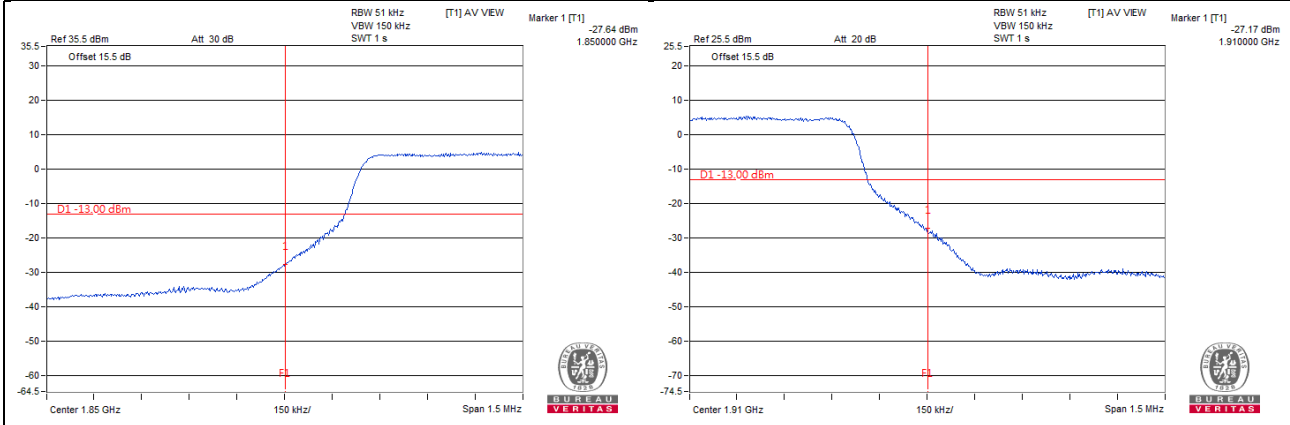 RBW 51 kHz [T1] AV VIEW Marker 1 [T1]
VBW 150 kHz -27.64 dBm
Ref 35.5 dBm Att 30 dB SWT 1 s 1.850000 GHz
35.5
Offset 15.5 dB
30
20
10
0
-10
D1 -13.00 dBm
-20
1
-30
-40
-50
-60
F1
-64.5
Center 1.85 GHz 150 kHz/ Span 1.5 MHz
BUREAU VERITAS
1828
BUREAU
VERITAS
RBW 51 kHz [T1] AV VIEW Marker 1 [T1]
VBW 150 kHz -27.17 dBm
Ref 25.5 dBm Att 20 dB SWT 1 s 1.910000 GHz
25.5
Offset 15.5 dB
20
10
0
-10
D1 -13.00 dBm
-20
1
-30
-40
-50
-60
-70
F1
-74.5
Center 1.91 GHz 150 kHz/ Span 1.5 MHz
BUREAU VERITAS
1828
BUREAU
VERITAS